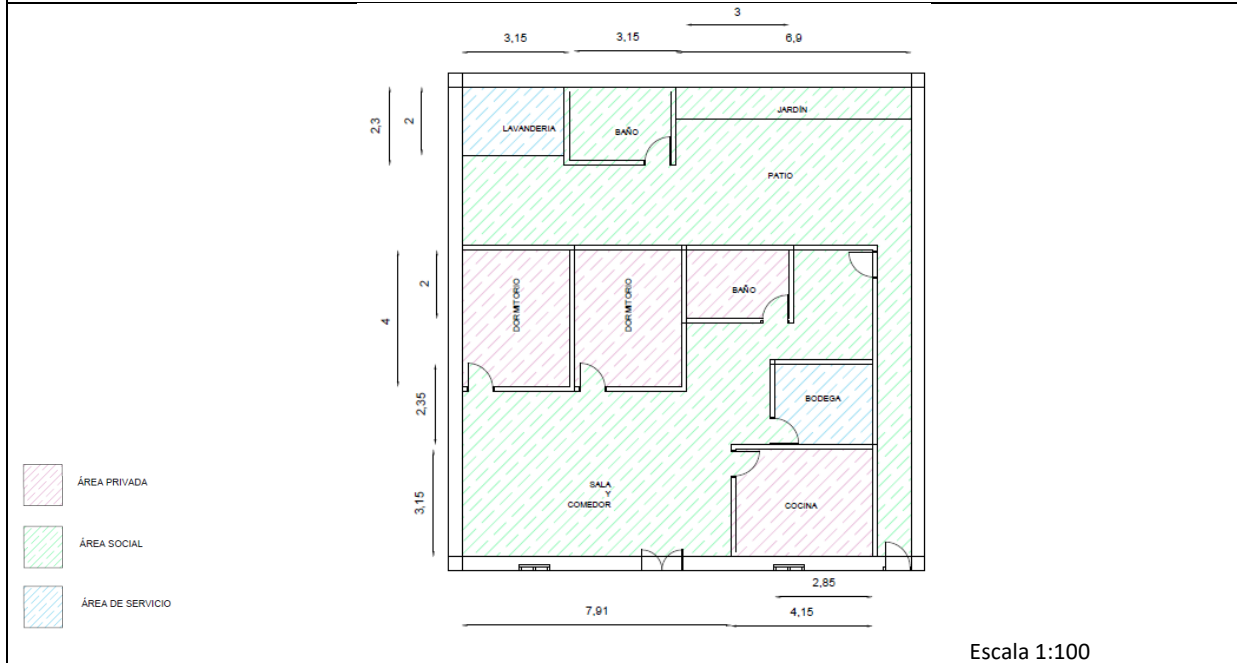 3
3,15
3,15
6,9
2,3
2
LAVANDERIA
BAÑO
JARDÍN
PATIO
4
2
DORMITORIO
DORMITORIO
BAÑO
2,35
BODEGA
3,15
SALA
Y
COMEDOR
COCINA
ÁREA PRIVADA
ÁREA SOCIAL
ÁREA DE SERVICIO
2,85
7,91
4,15
Escala 1:100